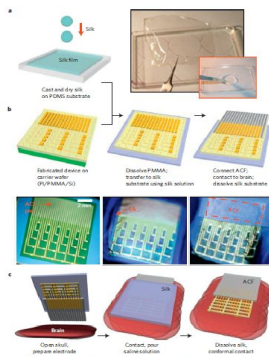 a
Silk
Silk film
Cast and dry silk
on PDMS substrate
b
Fabricated device on
carrier wafer
(PI/PMMA/Si)
Dissolve PMMA;
transfer to silk
substrate using silk solution
Connect ACF;
contact to brain;
dissolve silk substrate
c
Brain
Open skull,
prepare electrode
Silk
Contact, pour
saline solution
ACF
Dissolve silk,
conformal contact